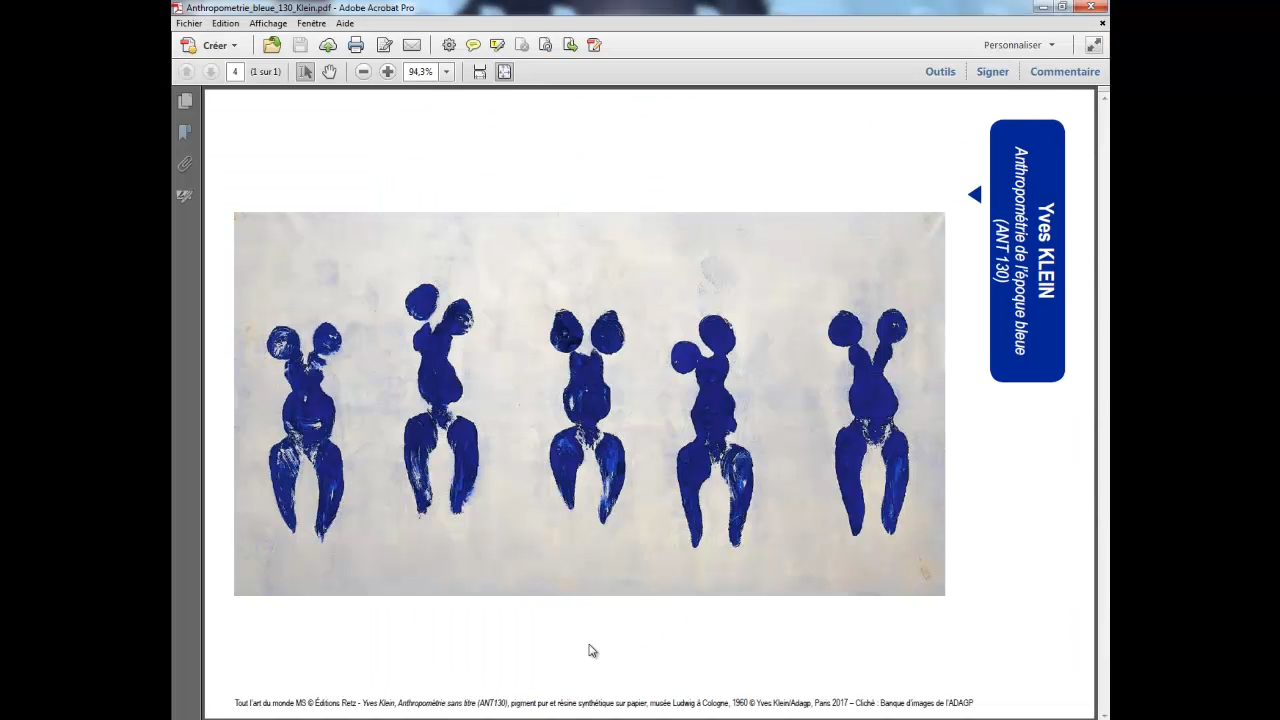 Anthropometrie_bleue_130_Klein.pdf - Adobe Acrobat Pro
Fichier Edition Affichage Fenêtre Aide
Créer
Personnaliser
4 (1 sur 1) 94,3%
Outils Signer Commentaire
Yves KLEIN
Anthropométrie de l'époque bleue
(ANT 130)
Tout l'art du monde MS © Éditions Retz - Yves Klein, Anthropométrie sans titre (ANT130), pigment pur et résine synthétique sur papier, musée Ludwig à Cologne, 1960 © Yves Klein/Adagp, Paris 2017 – Cliché : Banque d'images de l'ADAGP